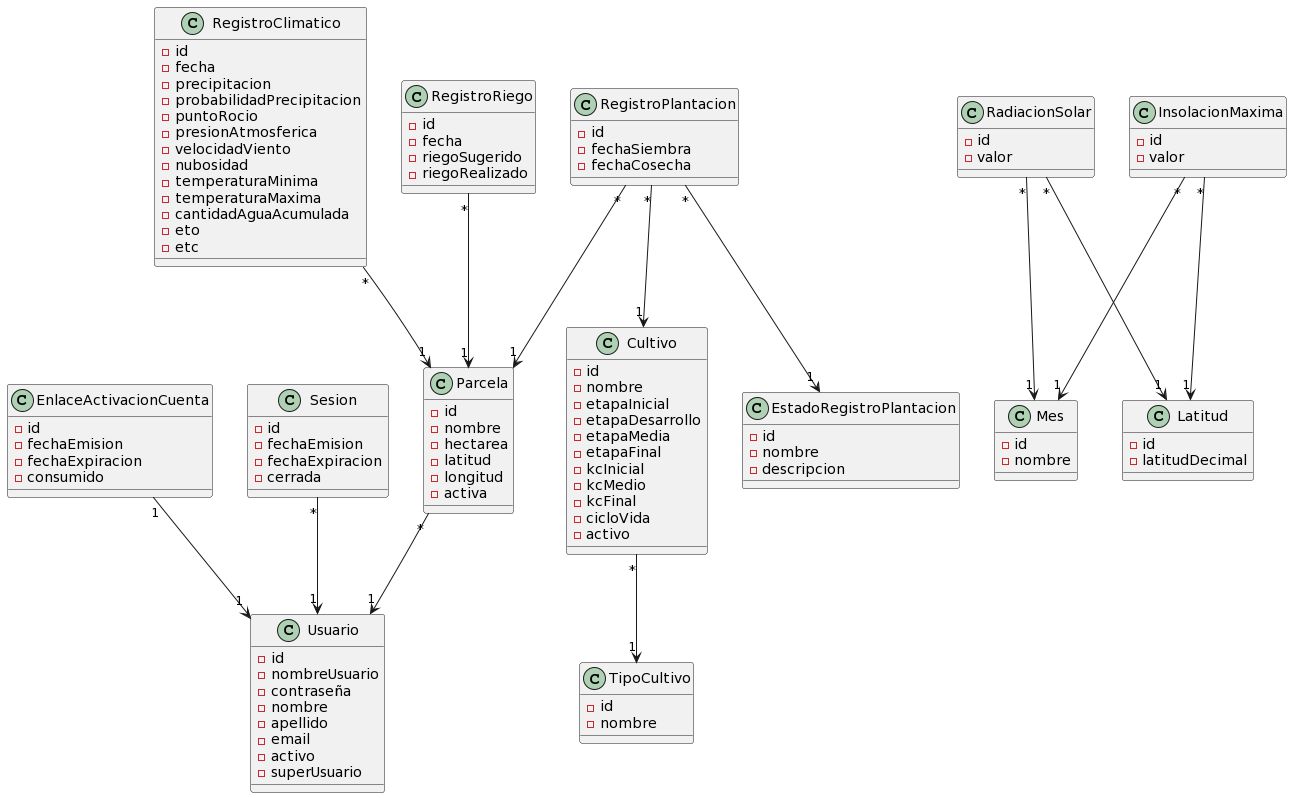 C RegistroClimatico
id
fecha
precipitacion
probabilidadPrecipitacion
puntoRocio
presionAtmosferica
velocidadViento
nubosidad
temperaturaMinima
temperaturaMaxima
cantidadAguaAcumulada
eto
etc
C RegistroRiego
id
fecha
riegoSugerido
riegoRealizado
C RegistroPlantacion
id
fechaSiembra
fechaCosecha
C RadiacionSolar
id
valor
C InsolacionMaxima
id
valor
* 1
* 1
* 1
* 1
* 1
* 1
* 1
* 1
* 1
C EnlaceActivacionCuenta
id
fechaEmision
fechaExpiracion
consumido
C Sesion
id
fechaEmision
fechaExpiracion
cerrada
C Parcela
id
nombre
hectarea
latitud
longitud
activa
C Cultivo
id
nombre
etapaInicial
etapaDesarrollo
etapaMedia
etapaFinal
kcInicial
kcMedio
kcFinal
cicloVida
activo
C EstadoRegistroPlantacion
id
nombre
descripcion
C Mes
id
nombre
C Latitud
id
latitudDecimal
1 1
* 1
* 1
* 1
C Usuario
id
nombreUsuario
contraseña
nombre
apellido
email
activo
superUsuario
C TipoCultivo
id
nombre